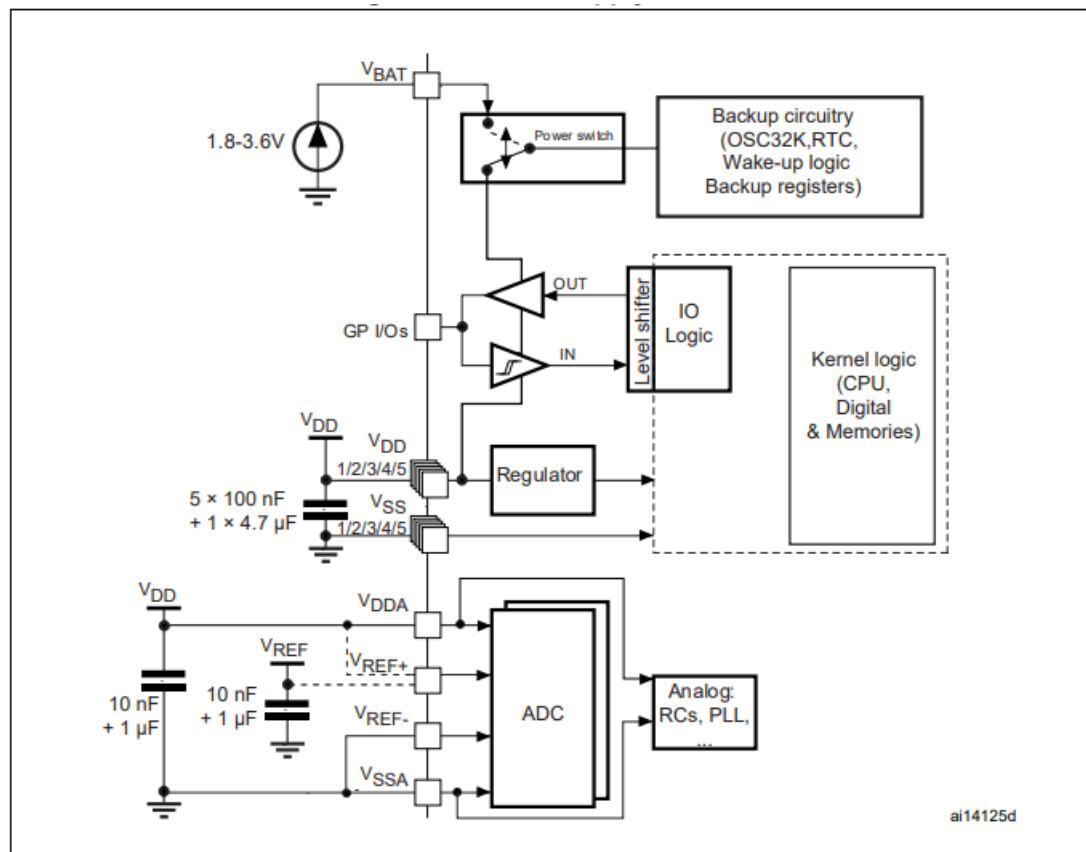 VBAT
1.8-3.6V
Power switch
Backup circuitry
(OSC32K,RTC,
Wake-up logic
Backup registers)
OUT
GP I/Os
IN
Level shifter
IO
Logic
Kernel logic
(CPU,
Digital
& Memories)
VDD
VDD
1/2/3/4/5
Regulator
5 × 100 nF
+ 1 × 4.7 µF
VSS
1/2/3/4/5
VDD
VDDA
VREF
VREF+
10 nF
+ 1 µF
10 nF
+ 1 µF
VREF-
VSSA
ADC
Analog:
RCs, PLL,
...
ai14125d